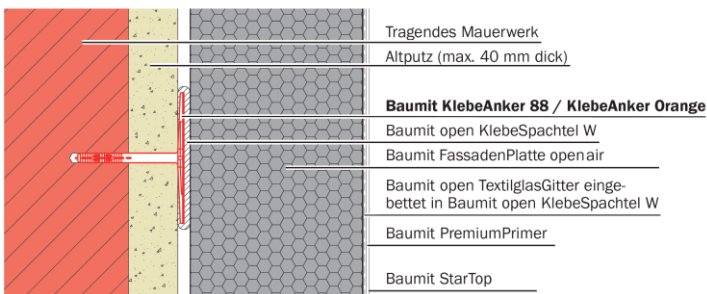 Tragendes Mauerwerk
Altputz (max. 40 mm dick)
Baumit KlebeAnker 88 / KlebeAnker Orange
Baumit open KlebeSpachtel W
Baumit FassadenPlatte openair
Baumit open TextilglasGitter einge-
bettet in Baumit open KlebeSpachtel W
Baumit PremiumPrimer
Baumit StarTop